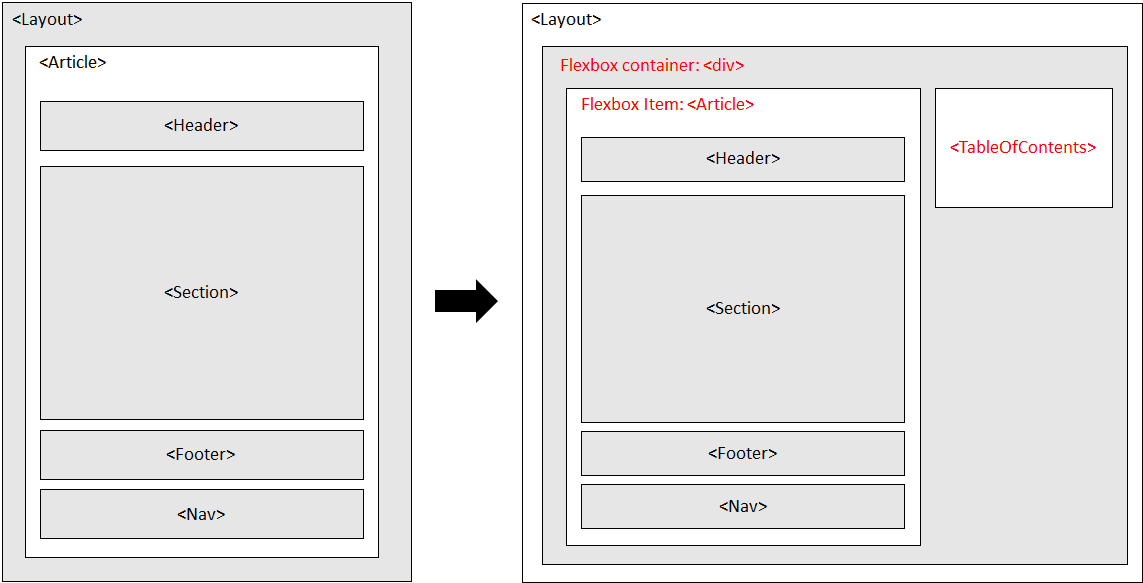 <Layout>
<Article>
<Header>
<Section>
<Footer>
<Nav>
<Layout>
Flexbox container: <div>
Flexbox Item: <Article>
<Header>
<Section>
<Footer>
<Nav>
<TableOfContents>